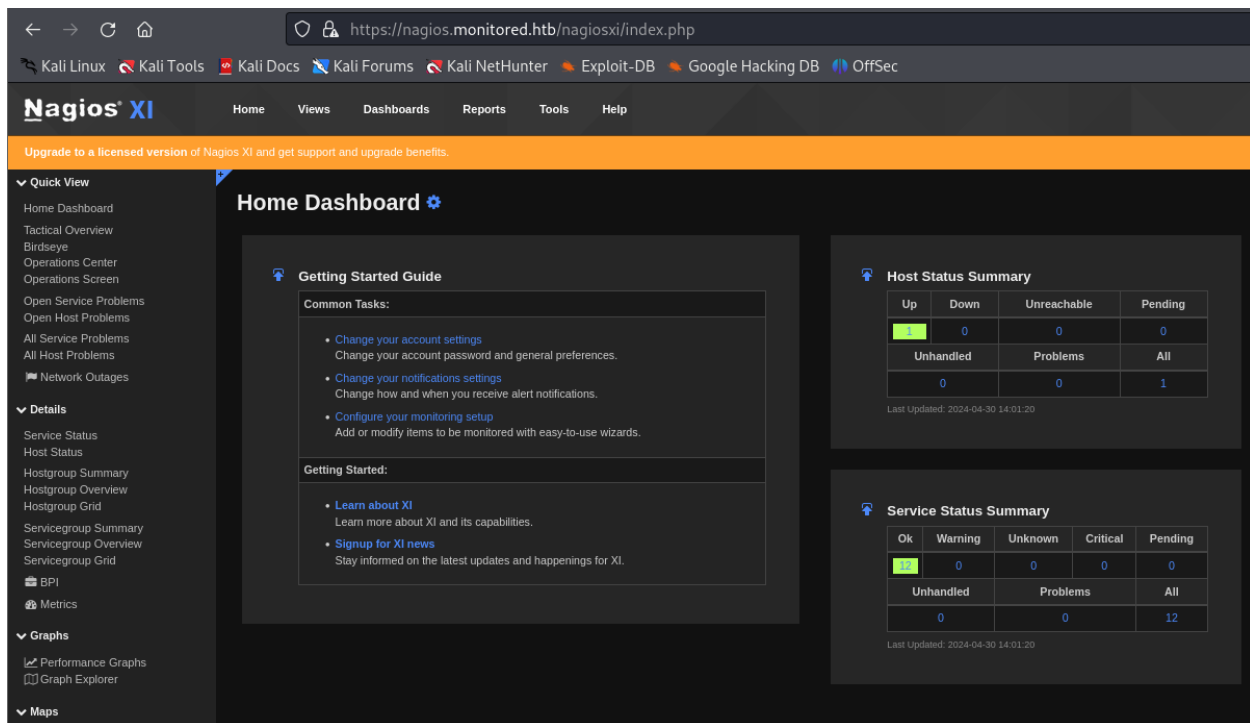 https://nagios.monitored.htb/nagiosxi/index.php
Kali Linux Kali Tools Kali Docs Kali Forums Kali NetHunter Exploit-DB Google Hacking DB OffSec
Nagios® XI Home Views Dashboards Reports Tools Help
Upgrade to a licensed version of Nagios XI and get support and upgrade benefits.
Quick View
Home Dashboard
Tactical Overview
Birdseye
Operations Center
Operations Screen
Open Service Problems
Open Host Problems
All Service Problems
All Host Problems
Network Outages
Details
Service Status
Host Status
Hostgroup Summary
Hostgroup Overview
Hostgroup Grid
Servicegroup Summary
Servicegroup Overview
Servicegroup Grid
BPI
Metrics
Graphs
Performance Graphs
Graph Explorer
Maps
Home Dashboard
Getting Started Guide
Common Tasks:
Change your account settings
Change your account password and general preferences.
Change your notifications settings
Change how and when you receive alert notifications.
Configure your monitoring setup
Add or modify items to be monitored with easy-to-use wizards.
Getting Started:
Learn about XI
Learn more about XI and its capabilities.
Signup for XI news
Stay informed on the latest updates and happenings for XI.
Host Status Summary
Up Down Unreachable Pending
1 0 0 0
Unhandled Problems All
0 0 1
Last Updated: 2024-04-30 14:01:20
Service Status Summary
Ok Warning Unknown Critical Pending
12 0 0 0 0
Unhandled Problems All
0 0 12
Last Updated: 2024-04-30 14:01:20